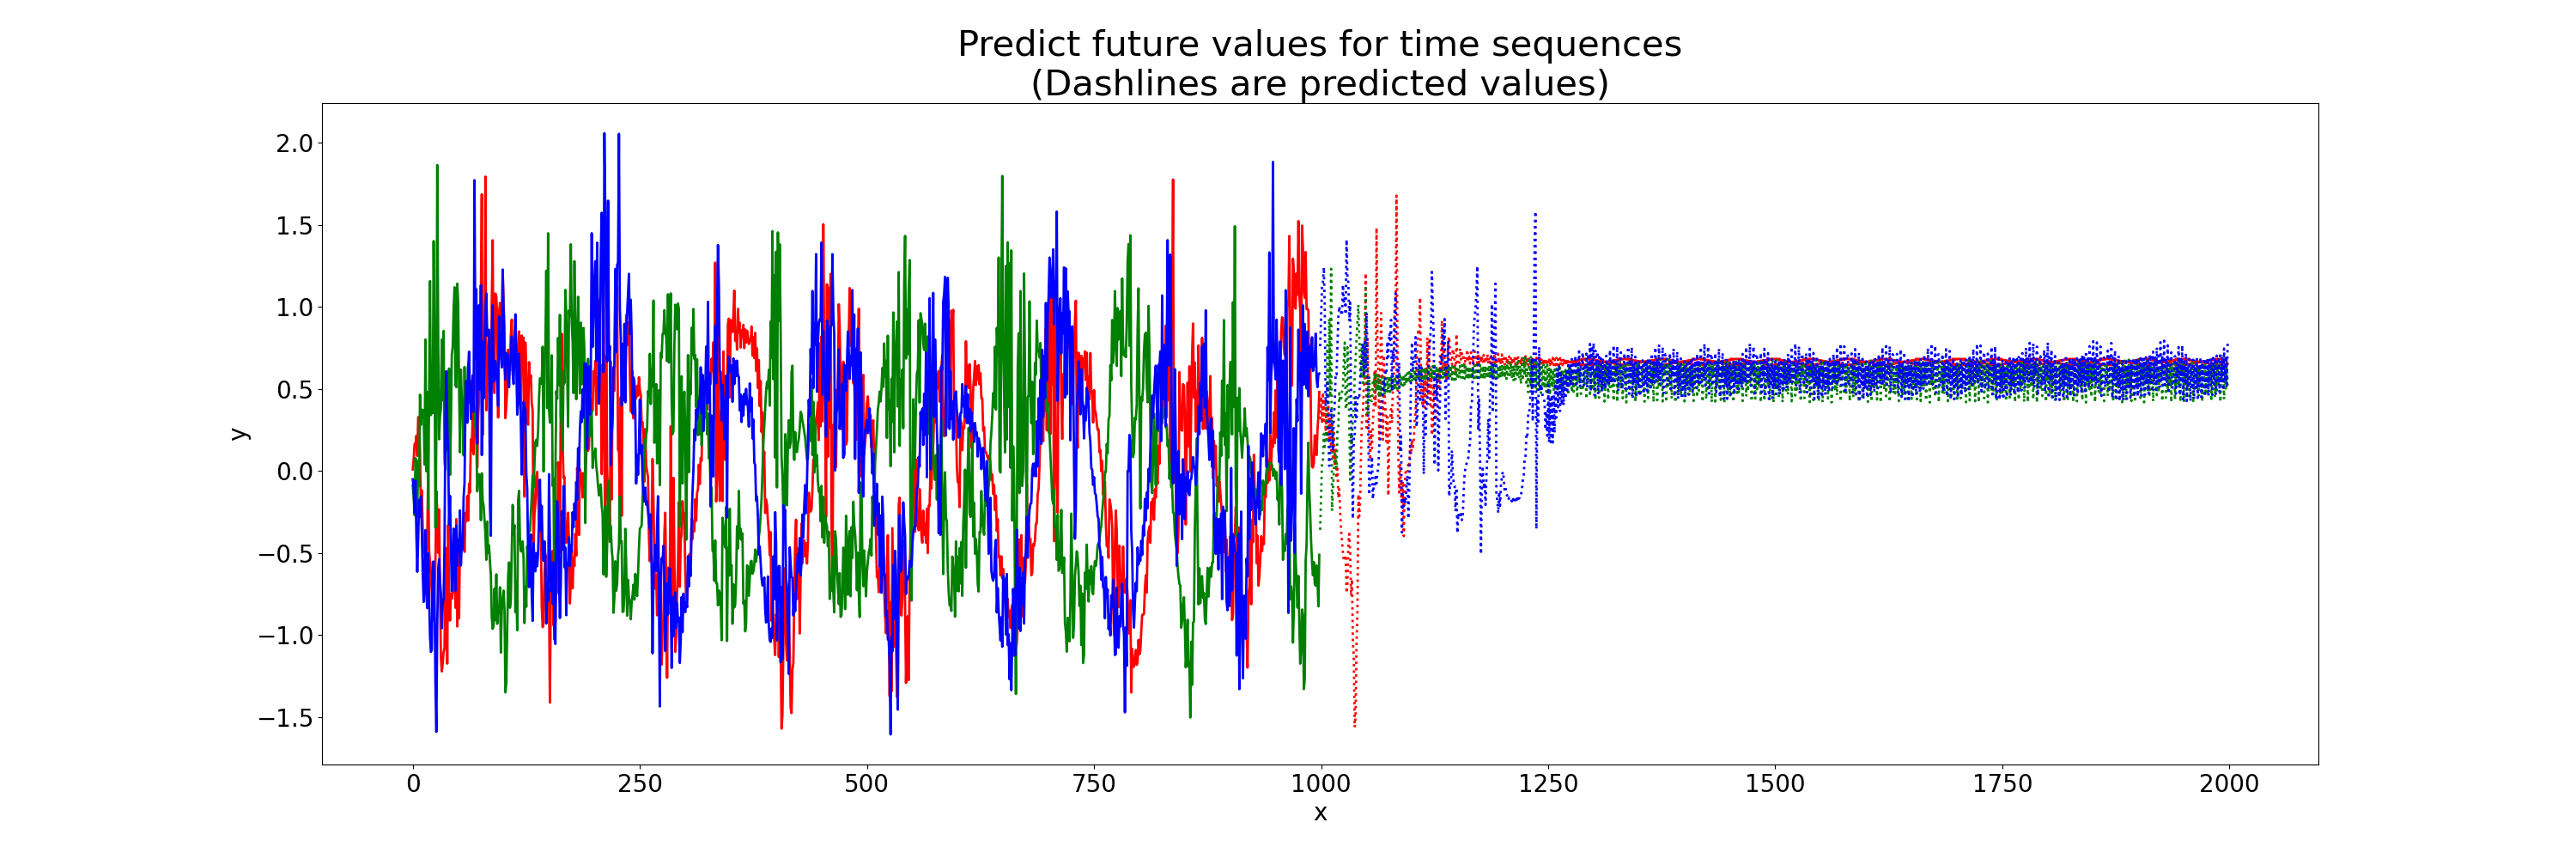 Predict future values for time sequences
(Dashlines are predicted values)
2.0
1.5
1.0
0.5
0.0
−0.5
−1.0
−1.5
y
0 250 500 750 1000 1250 1500 1750 2000
x